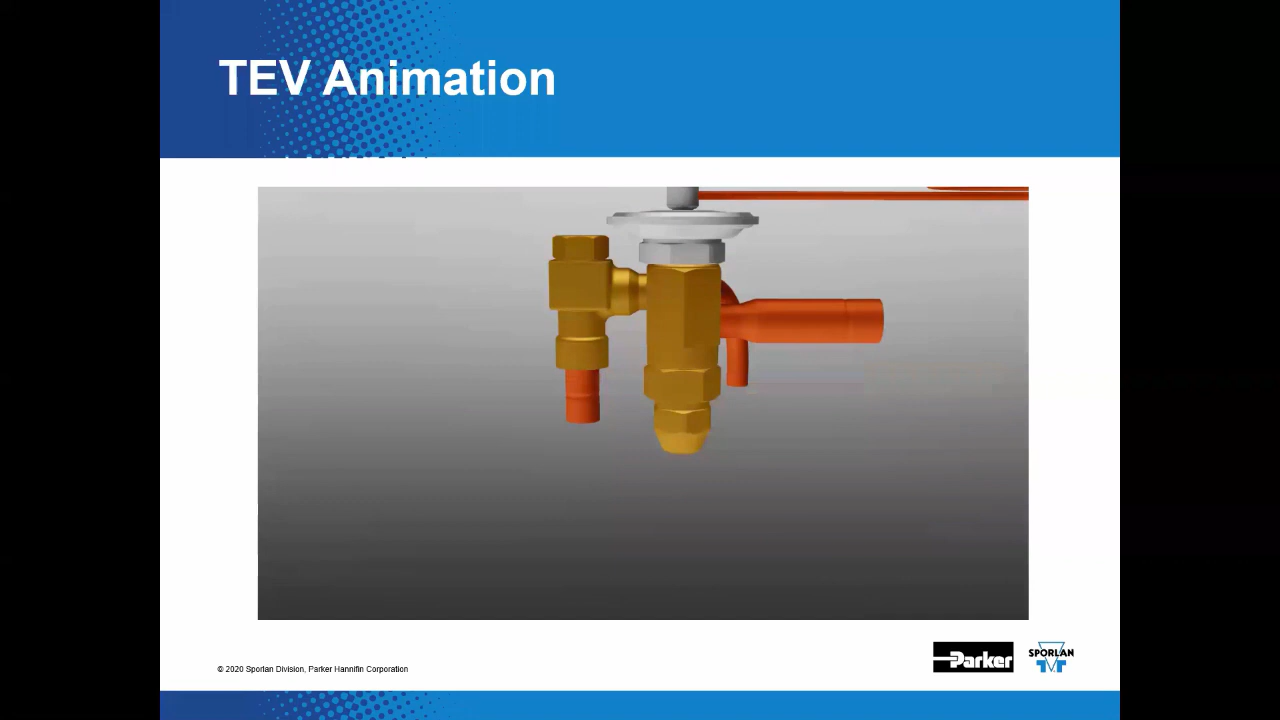 TEV Animation
© 2020 Sporlan Division, Parker Hannifin Corporation
Parker
SPORLAN